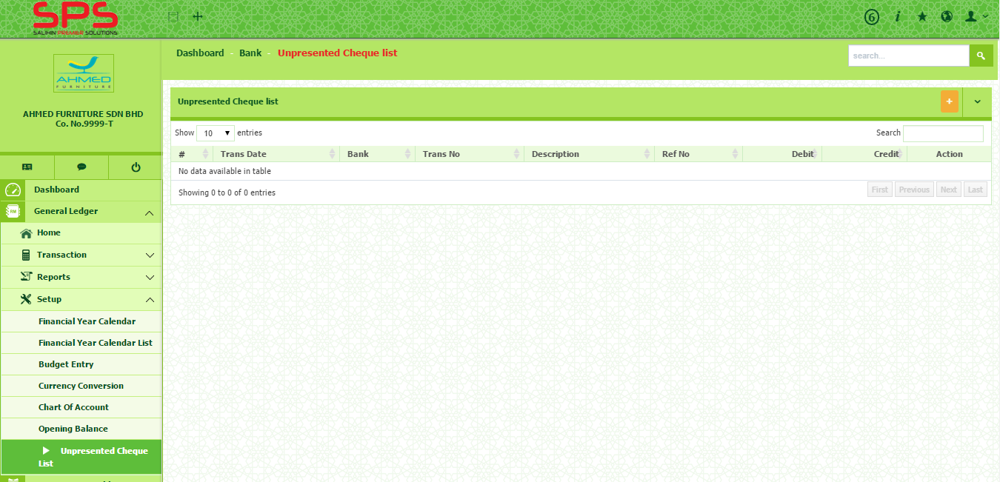 SPS
SALIHIN PREMIER SOLUTIONS
6
i
Dashboard - Bank - Unpresented Cheque list
search...
AHMED
FURNITURE
AHMED FURNITURE SDN BHD
Co. No.9999-T
Dashboard
General Ledger
RM
Home
Transaction
Reports
Setup
Financial Year Calendar
Financial Year Calendar List
Budget Entry
Currency Conversion
Chart Of Account
Opening Balance
Unpresented Cheque
List
Unpresented Cheque list
+
Show 10 entries
Search
# Trans Date Bank Trans No Description Ref No Debit Credit Action
No data available in table
Showing 0 to 0 of 0 entries
First Previous Next Last